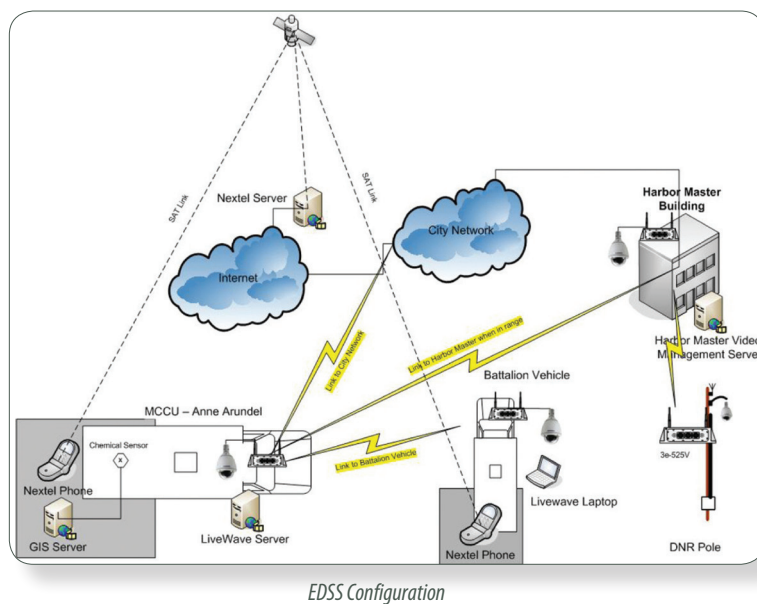 SAT Link
SAT Link
Nextel Server
Internet
City Network
Harbor Master
Building
Harbor Master Video
Management Server
Link to City Network
Link to Harbor Master when in range
Battalion Vehicle
MCCU – Anne Arundel
Chemical Sensor
X
Nextel Phone
GIS Server
LiveWave Server
Link to Battalion Vehicle
Livewave Laptop
Nextel Phone
3e-525V
DNR Pole
EDSS Configuration